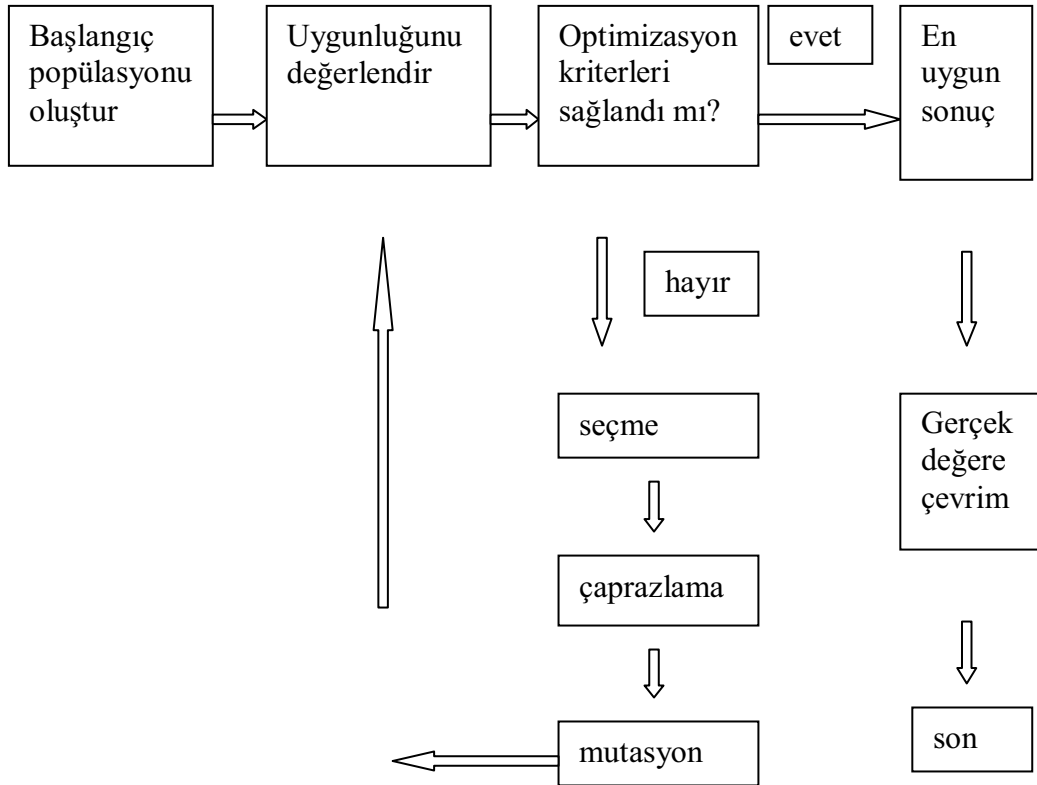 Başlangıç
popülasyonu
oluştur
Uygunluğunu
değerlendir
Optimizasyon
kriterleri
sağlandı mı?
evet
En
uygun
sonuç
hayır
seçme
çaprazlama
mutasyon
Gerçek
değere
çevrim
son